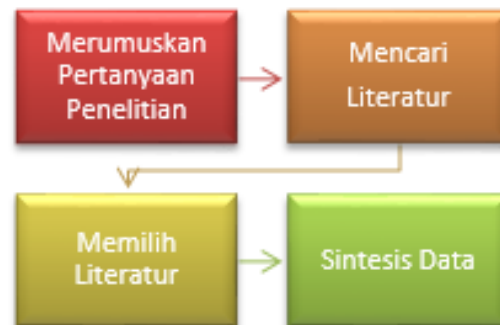 Merumuskan
Pertanyaan
Penelitian
Mencari
Literatur
Memilih
Literatur
Sintesis Data